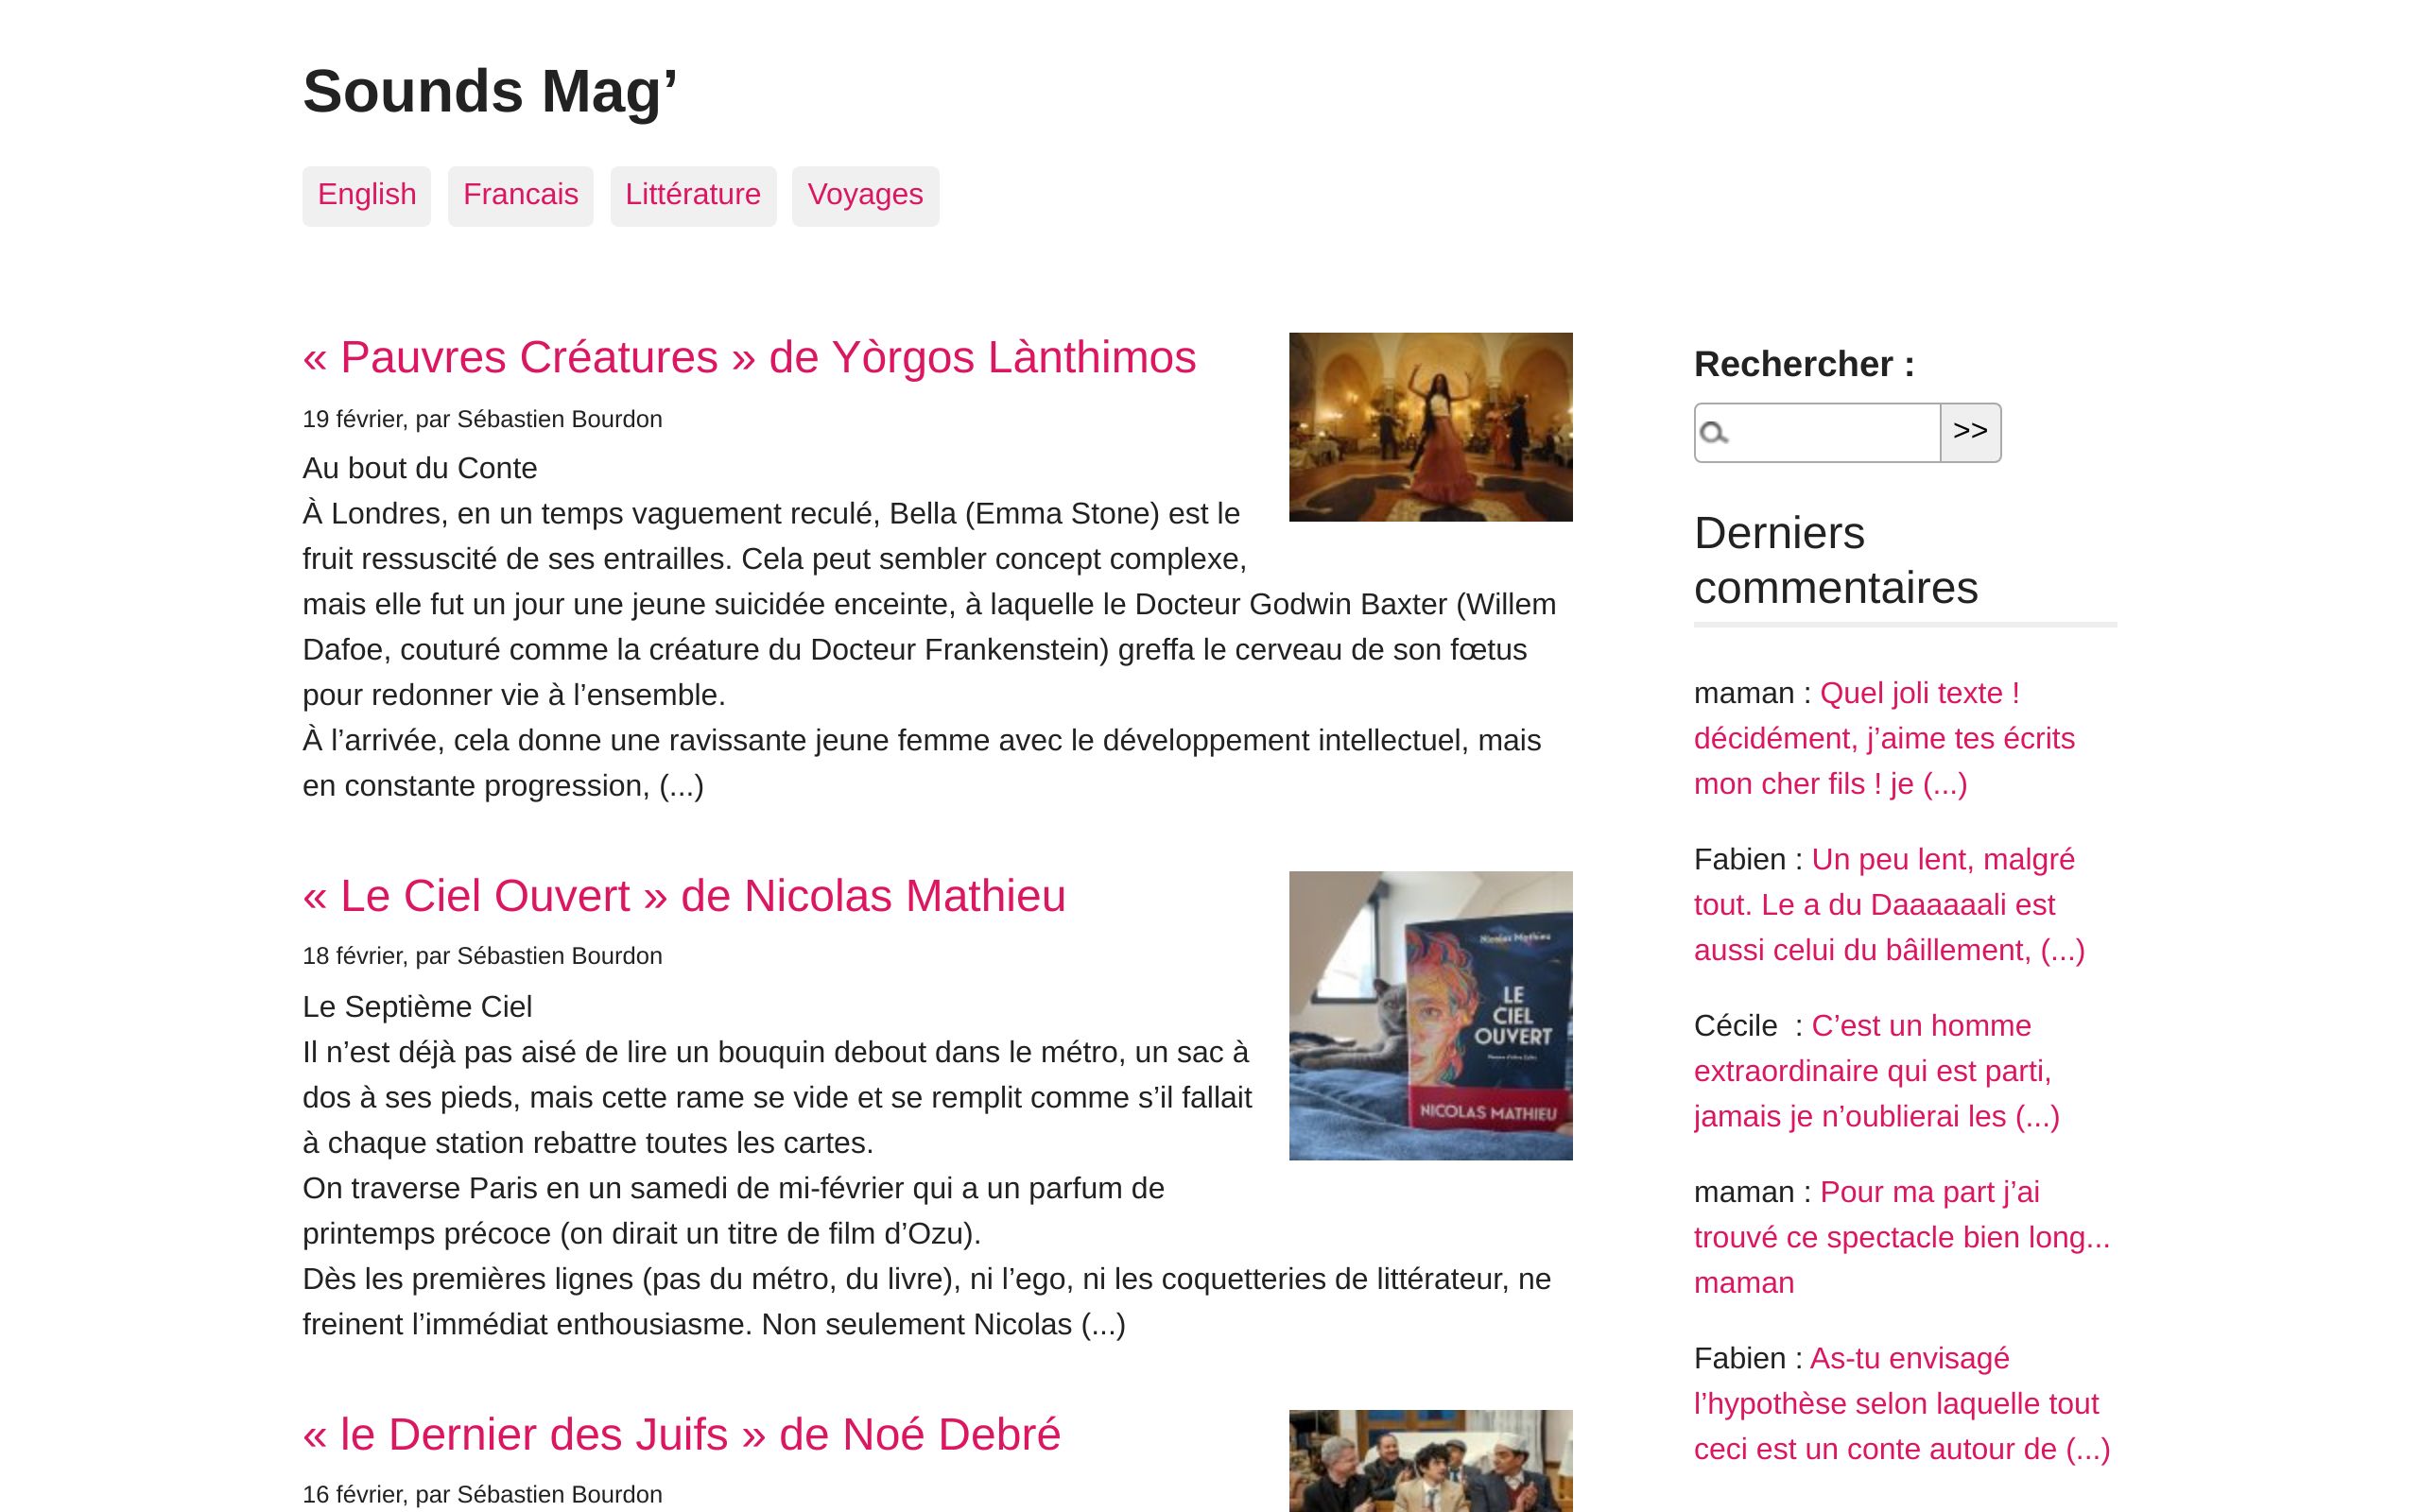 Sounds Mag’
English
Francais
Littérature
Voyages
« Pauvres Créatures » de Yòrgos Lànthimos
19 février, par Sébastien Bourdon
Au bout du Conte
À Londres, en un temps vaguement reculé, Bella (Emma Stone) est le
fruit ressuscité de ses entrailles. Cela peut sembler concept complexe,
mais elle fut un jour une jeune suicidée enceinte, à laquelle le Docteur Godwin Baxter (Willem
Dafoe, couturé comme la créature du Docteur Frankenstein) greffa le cerveau de son fœtus
pour redonner vie à l’ensemble.
À l’arrivée, cela donne une ravissante jeune femme avec le développement intellectuel, mais
en constante progression, (...)
« Le Ciel Ouvert » de Nicolas Mathieu
18 février, par Sébastien Bourdon
Le Septième Ciel
Il n’est déjà pas aisé de lire un bouquin debout dans le métro, un sac à
dos à ses pieds, mais cette rame se vide et se remplit comme s’il fallait
à chaque station rebattre toutes les cartes.
On traverse Paris en un samedi de mi-février qui a un parfum de
printemps précoce (on dirait un titre de film d’Ozu).
Dès les premières lignes (pas du métro, du livre), ni l’ego, ni les coquetteries de littérateur, ne
freinent l’immédiat enthousiasme. Non seulement Nicolas (...)
Nicolas Mathieu
LE
CIEL
OUVERT
NICOLAS MATHIEU
« le Dernier des Juifs » de Noé Debré
16 février, par Sébastien Bourdon
Rechercher :
>>
Derniers
commentaires
maman : Quel joli texte !
décidément, j’aime tes écrits
mon cher fils ! je (...)
Fabien : Un peu lent, malgré
tout. Le a du Daaaaaali est
aussi celui du bâillement, (...)
Cécile  : C’est un homme
extraordinaire qui est parti,
jamais je n’oublierai les (...)
maman : Pour ma part j’ai
trouvé ce spectacle bien long...
maman
Fabien : As-tu envisagé
l’hypothèse selon laquelle tout
ceci est un conte autour de (...)